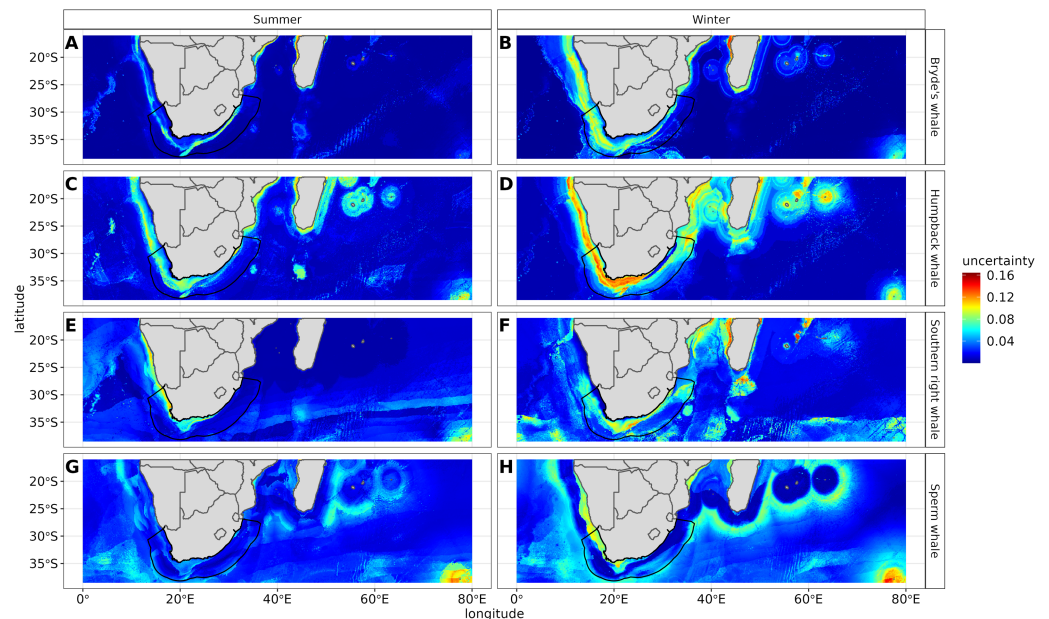 Summer
Winter
A
B
20°S
25°S
30°S
35°S
Bryde's whale
C
D
20°S
25°S
30°S
35°S
Humpback whale
E
F
20°S
25°S
30°S
35°S
Southern right whale
G
H
20°S
25°S
30°S
35°S
Sperm whale
latitude
uncertainty
0.16
0.12
0.08
0.04
0° 20°E 40°E 60°E 80°E 0° 20°E 40°E 60°E 80°E
longitude